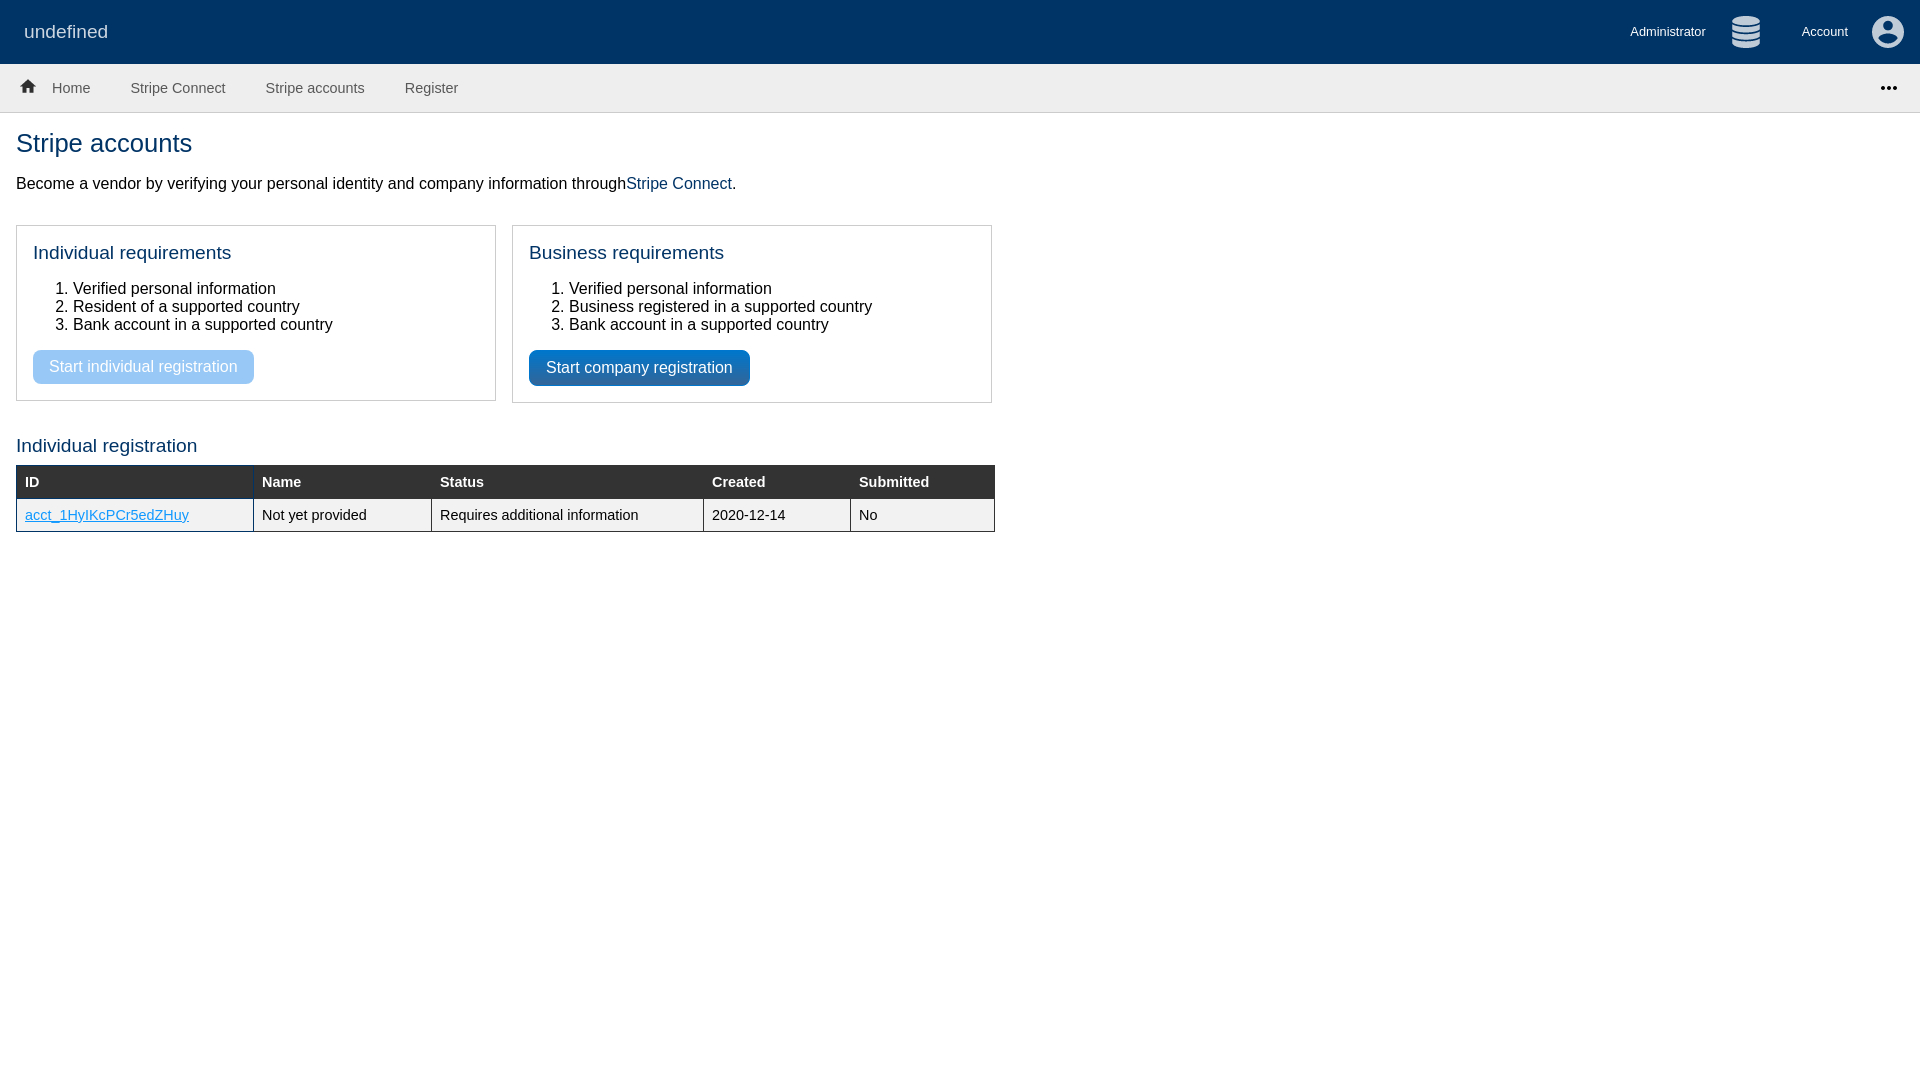 undefined
Administrator
Account
Home Stripe Connect Stripe accounts Register
Stripe accounts
Become a vendor by verifying your personal identity and company information throughStripe Connect.
Individual requirements
1. Verified personal information
2. Resident of a supported country
3. Bank account in a supported country
Start individual registration
Business requirements
1. Verified personal information
2. Business registered in a supported country
3. Bank account in a supported country
Start company registration
Individual registration
ID Name Status Created Submitted
acct_1HyIKcPCr5edZHuy Not yet provided Requires additional information 2020-12-14 No